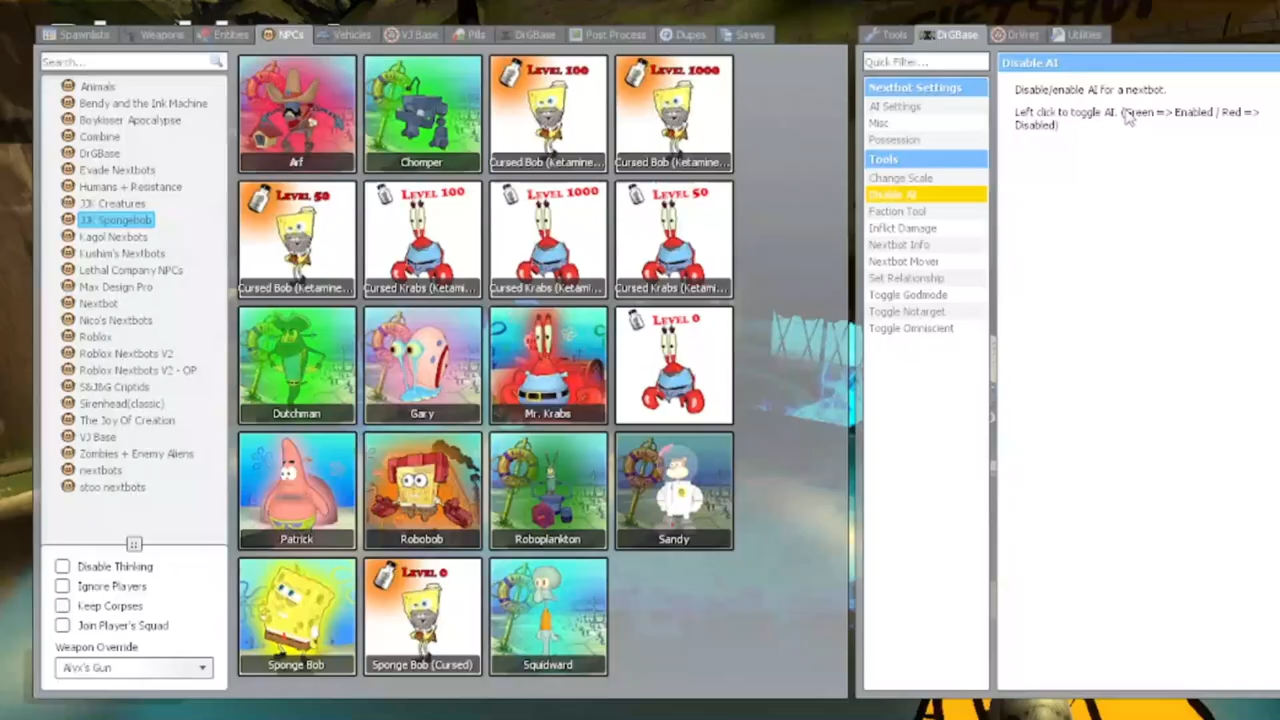 Spawnlists
Weapons
Entities
NPCs
Vehicles
VJ Base
Pills
DrGBase
Post Process
Dupes
Saves
Tools
DrGBase
Drivres
Utilities
Search...
Animals
Bendy and the Ink Machine
Boykisser Apocalypse
Combine
DrGBase
Evade Nextbots
Humans + Resistance
JJK Creatures
JJK Spongebob
Kagol Nexbots
Kushim's Nextbots
Lethal Company NPCs
Max Design Pro
Nextbot
Nico's Nextbots
Roblox
Roblox Nextbots V2
Roblox Nextbots V2 - OP
S&J&G Criptids
Sirenhead(classic)
The Joy Of Creation
VJ Base
Zombies + Enemy Aliens
nextbots
stoo nextbots
Disable Thinking
Ignore Players
Keep Corpses
Join Player's Squad
Weapon Override
Alyx's Gun
Arf
Chomper
LEVEL 100
Cursed Bob (Ketamine...
LEVEL 1000
Cursed Bob (Ketamine...
LEVEL 50
Cursed Bob (Ketamine...
LEVEL 100
Cursed Krabs (Ketami...
LEVEL 1000
Cursed Krabs (Ketami...
LEVEL 50
Cursed Krabs (Ketami...
Dutchman
Gary
Mr. Krabs
LEVEL 0
Patrick
Robobob
Roboplankton
Sandy
Sponge Bob
LEVEL 0
Sponge Bob (Cursed)
Squidward
Quick Filter...
Nextbot Settings
AI Settings
Misc
Possession
Tools
Change Scale
Disable AI
Faction Tool
Inflict Damage
Nextbot Info
Nextbot Mover
Set Relationship
Toggle Godmode
Toggle Notarget
Toggle Omniscient
Disable AI
Disable/enable AI for a nextbot.
Left click to toggle AI. (Green => Enabled / Red =>
Disabled)